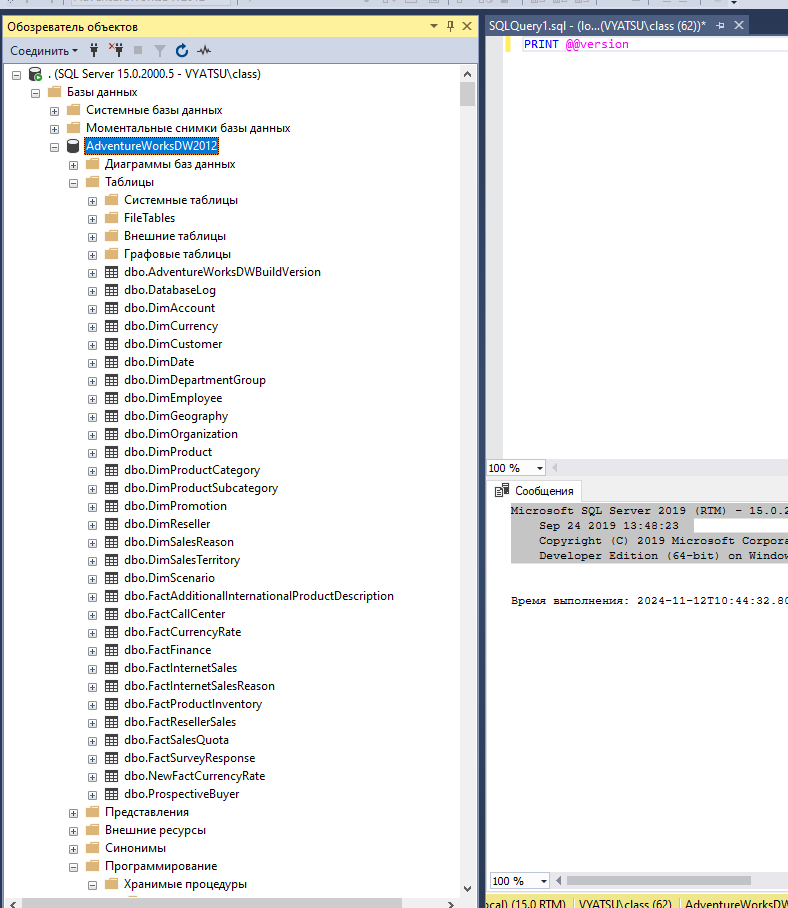 Обозреватель объектов
Соединить
. (SQL Server 15.0.2000.5 - VYATSU\class)
Базы данных
Системные базы данных
Моментальные снимки базы данных
AdventureWorksDW2012
Диаграммы баз данных
Таблицы
Системные таблицы
FileTables
Внешние таблицы
Графовые таблицы
dbo.AdventureWorksDWBuildVersion
dbo.DatabaseLog
dbo.DimAccount
dbo.DimCurrency
dbo.DimCustomer
dbo.DimDate
dbo.DimDepartmentGroup
dbo.DimEmployee
dbo.DimGeography
dbo.DimOrganization
dbo.DimProduct
dbo.DimProductCategory
dbo.DimProductSubcategory
dbo.DimPromotion
dbo.DimReseller
dbo.DimSalesReason
dbo.DimSalesTerritory
dbo.DimScenario
dbo.FactAdditionalInternationalProductDescription
dbo.FactCallCenter
dbo.FactCurrencyRate
dbo.FactFinance
dbo.FactInternetSales
dbo.FactInternetSalesReason
dbo.FactProductInventory
dbo.FactResellerSales
dbo.FactSalesQuota
dbo.FactSurveyResponse
dbo.NewFactCurrencyRate
dbo.ProspectiveBuyer
Представления
Внешние ресурсы
Синонимы
Программирование
Хранимые процедуры
SQLQuery1.sql - (lo...(VYATSU\class (62))*
PRINT @@version
100 %
Сообщения
Microsoft SQL Server 2019 (RTM) - 15.0.2
Sep 24 2019 13:48:23
Copyright (C) 2019 Microsoft Corpora
Developer Edition (64-bit) on Window
Время выполнения: 2024-11-12T10:44:32.80
100 %
ocal) (15.0 RTM) VYATSU\class (62) AdventureWorksDW